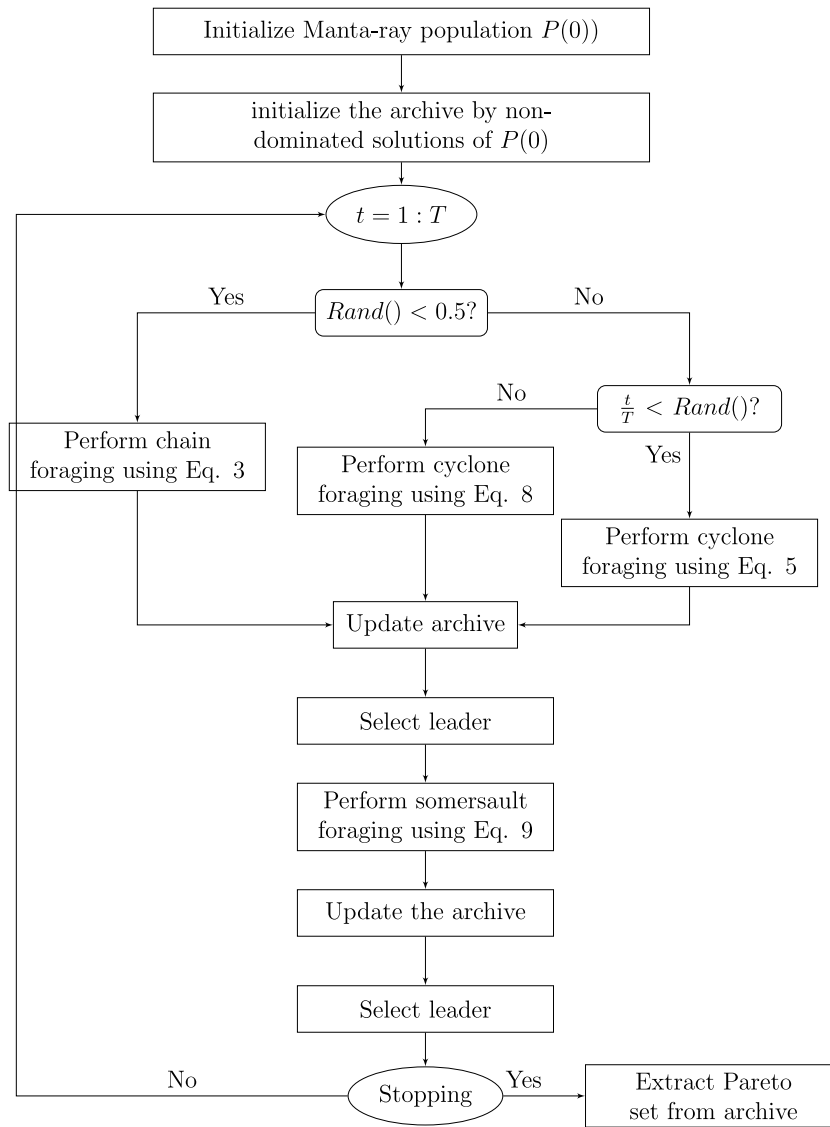 Initialize Manta-ray population P(0))
initialize the archive by non-
dominated solutions of P(0)
t = 1 : T
Yes
Rand() < 0.5?
No
No
t/T < Rand()?
Perform chain
foraging using Eq. 3
Perform cyclone
foraging using Eq. 8
Yes
Perform cyclone
foraging using Eq. 5
Update archive
Select leader
Perform somersault
foraging using Eq. 9
Update the archive
Select leader
No
Stopping
Yes
Extract Pareto
set from archive